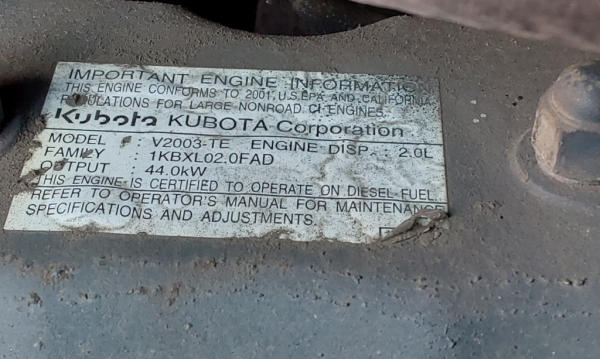 IMPORTANT ENGINE INFORMATION
THIS ENGINE CONFORMS TO 2001 U.S.EPA AND CALIFORNIA
REGULATIONS FOR LARGE NONROAD C.I.ENGINES.
Kubota KUBOTA Corporation
MODEL : V2003-TE ENGINE DISP. : 2.0L
FAMILY : 1KBXL02.0FAD
OUTPUT : 44.0kW
THIS ENGINE IS CERTIFIED TO OPERATE ON DIESEL FUEL
REFER TO OPERATOR'S MANUAL FOR MAINTENANCE
SPECIFICATIONS AND ADJUSTMENTS.